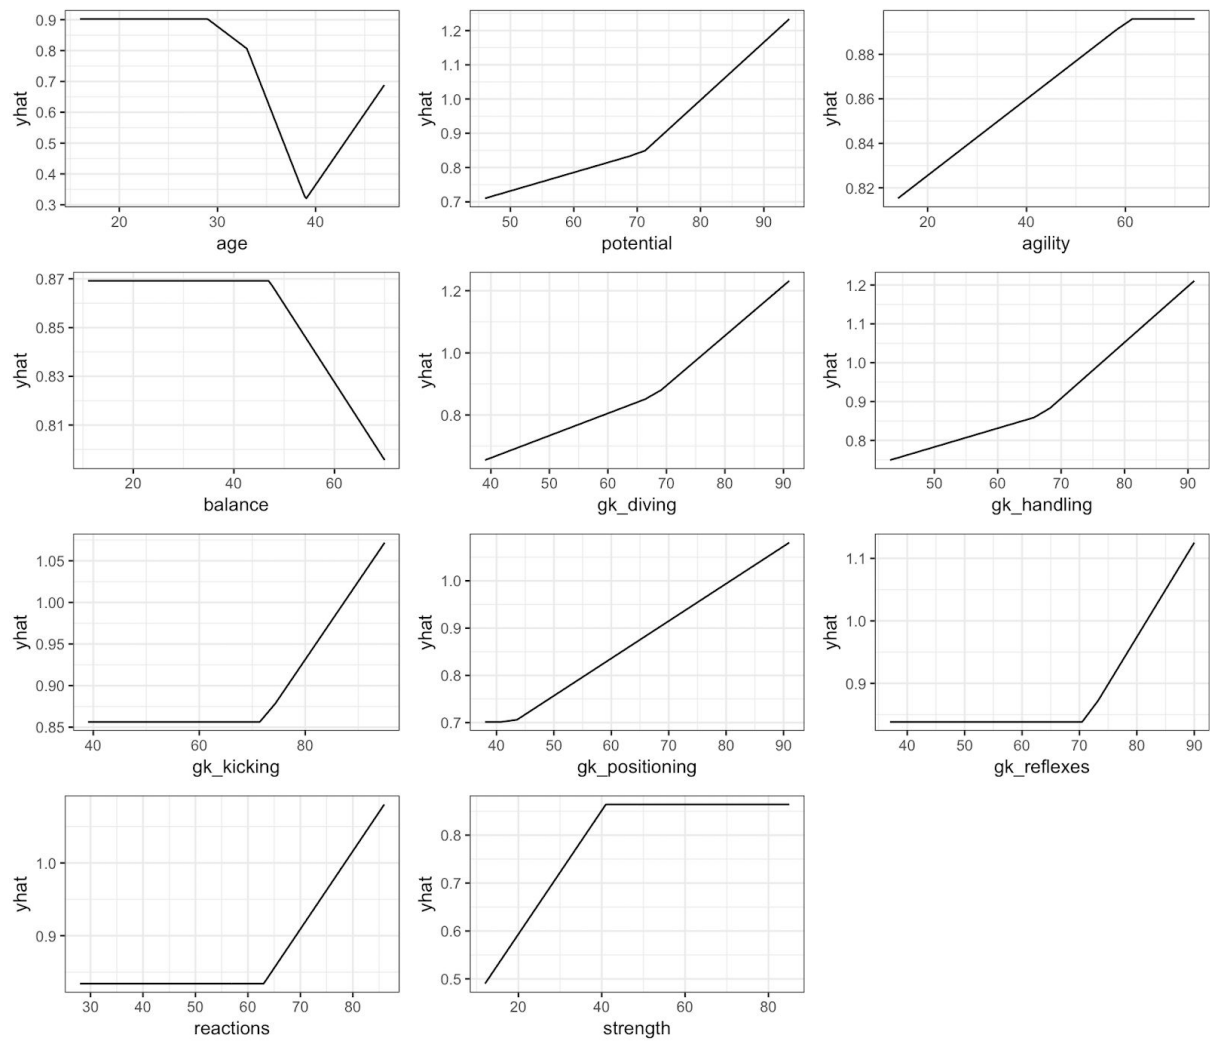 0.9
0.8
0.7
0.6
0.5
0.4
0.3
yhat
20 30 40
age
1.2
1.1
1.0
0.9
0.8
0.7
yhat
50 60 70 80 90
potential
0.88
0.86
0.84
0.82
yhat
20 40 60
agility
0.87
0.85
0.83
0.81
yhat
20 40 60
balance
1.2
1.0
0.8
yhat
40 50 60 70 80 90
gk_diving
1.2
1.1
1.0
0.9
0.8
yhat
50 60 70 80 90
gk_handling
1.05
1.00
0.95
0.90
0.85
yhat
40 60 80
gk_kicking
1.0
0.9
0.8
0.7
yhat
40 50 60 70 80 90
gk_positioning
1.1
1.0
0.9
yhat
40 50 60 70 80 90
gk_reflexes
1.0
0.9
yhat
30 40 50 60 70 80
reactions
0.8
0.7
0.6
0.5
yhat
20 40 60 80
strength